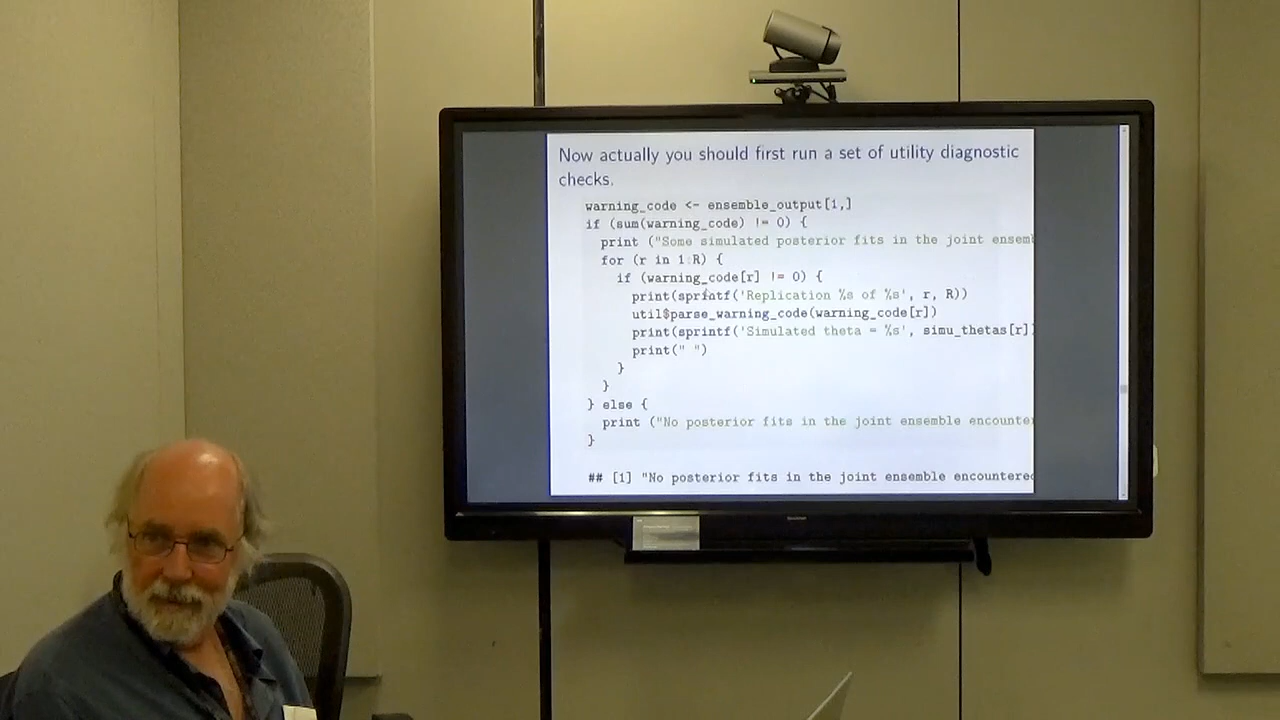 Now actually you should first run a set of utility diagnostic
checks.
warning_code <- ensemble_output[1,]
if (sum(warning_code) != 0) {
print ("Some simulated posterior fits in the joint ensem
for (r in 1:R) {
if (warning_code[r] != 0) {
print(sprintf('Replication %s of %s', r, R))
util$parse_warning_code(warning_code[r])
print(sprintf('Simulated theta = %s', simu_thetas[r]
print(" ")
}
}
} else {
print ("No posterior fits in the joint ensemble encounte
}
## [1] "No posterior fits in the joint ensemble encountered